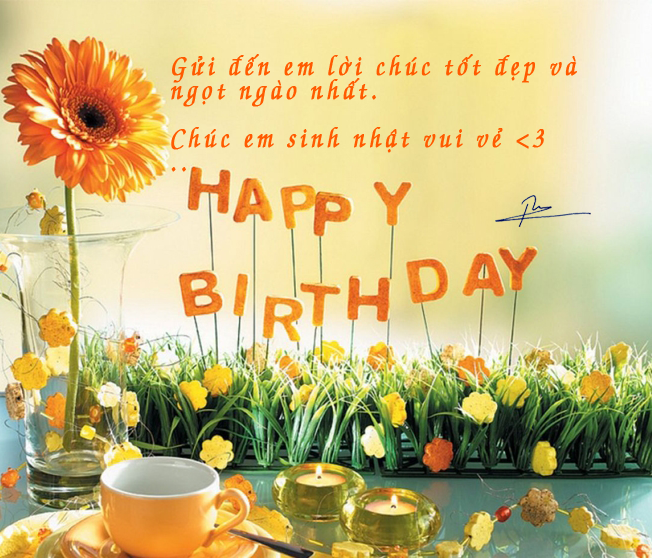 Gửi đến em lời chúc tốt đẹp và
ngọt ngào nhất.
Chúc em sinh nhật vui vẻ <3
..
HAPPY
BIRTHDAY